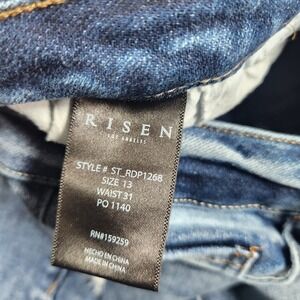 RISEN
LOS ANGELES
STYLE # ST_RDP1268
SIZE 13
WAIST 31
PO 1140
RN#159259
HECHO EN CHINA
MADE IN CHINA